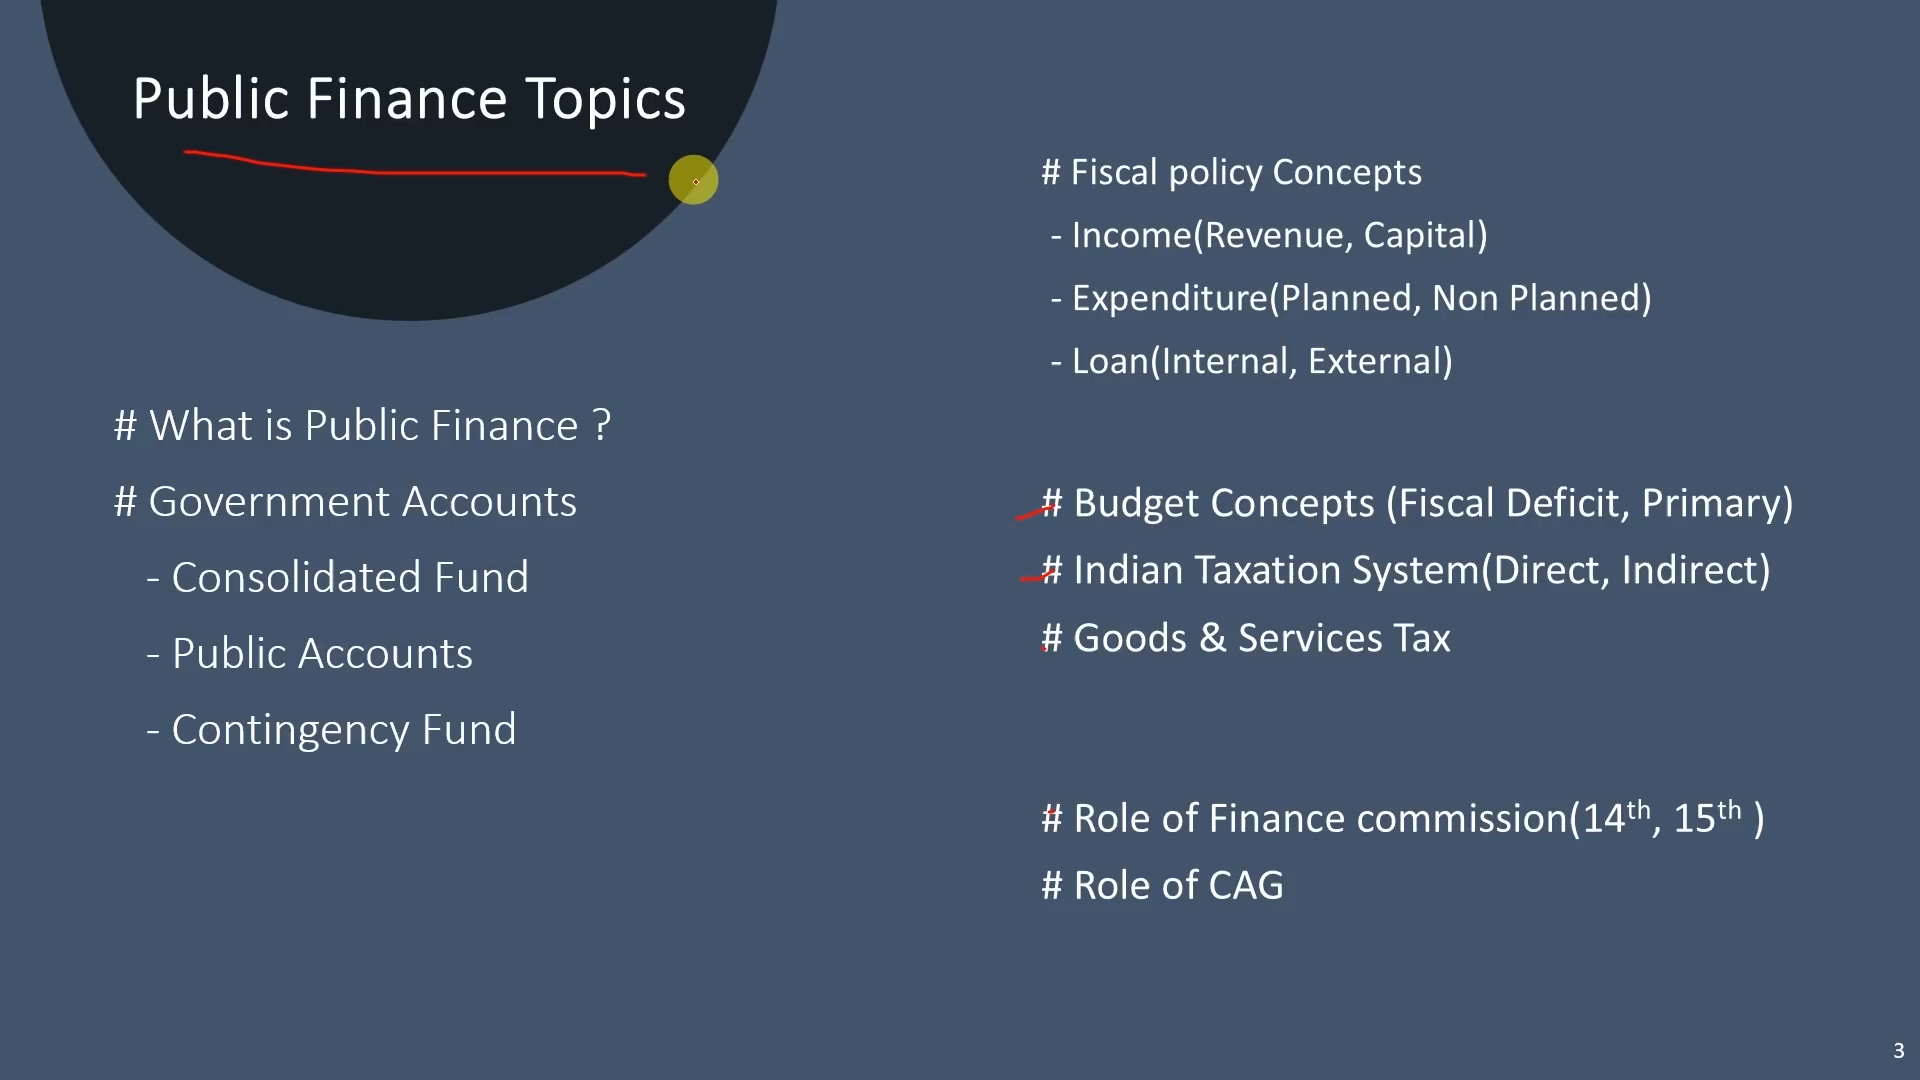 Public Finance Topics
# What is Public Finance ?
# Government Accounts
- Consolidated Fund
- Public Accounts
- Contingency Fund
# Fiscal policy Concepts
- Income(Revenue, Capital)
- Expenditure(Planned, Non Planned)
- Loan(Internal, External)
# Budget Concepts (Fiscal Deficit, Primary)
# Indian Taxation System(Direct, Indirect)
# Goods & Services Tax
# Role of Finance commission(14th, 15th )
# Role of CAG
3